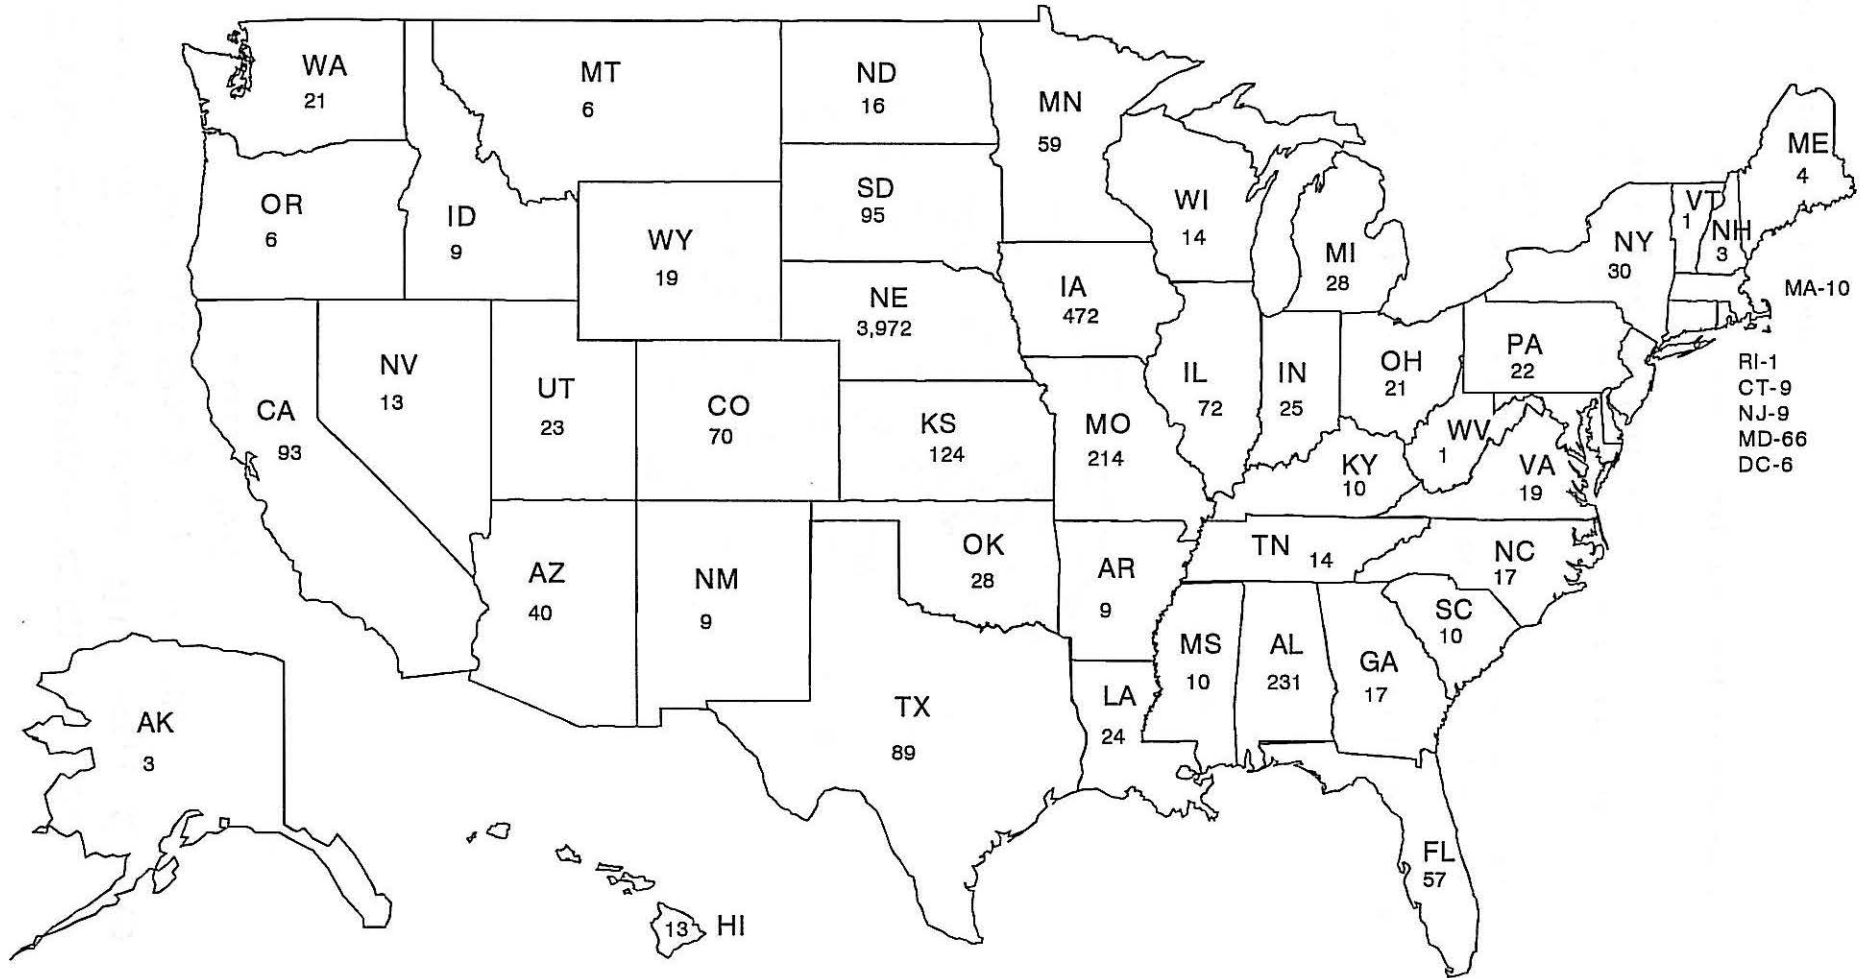 WA
21
MT
6
ND
16
MN
59
ME
4
OR
6
ID
9
WY
19
SD
95
WI
14
MI
28
NY
30
VT
1
NH
3
MA-10
NE
3,972
IA
472
NV
13
UT
23
CO
70
CA
93
KS
124
MO
214
IL
72
IN
25
OH
21
PA
22
RI-1
CT-9
NJ-9
MD-66
DC-6
WV
1
KY
10
VA
19
AZ
40
NM
9
OK
28
AR
9
TN 14
NC
17
SC
10
MS
10
AL
231
GA
17
TX
89
LA
24
FL
57
AK
3
13 HI